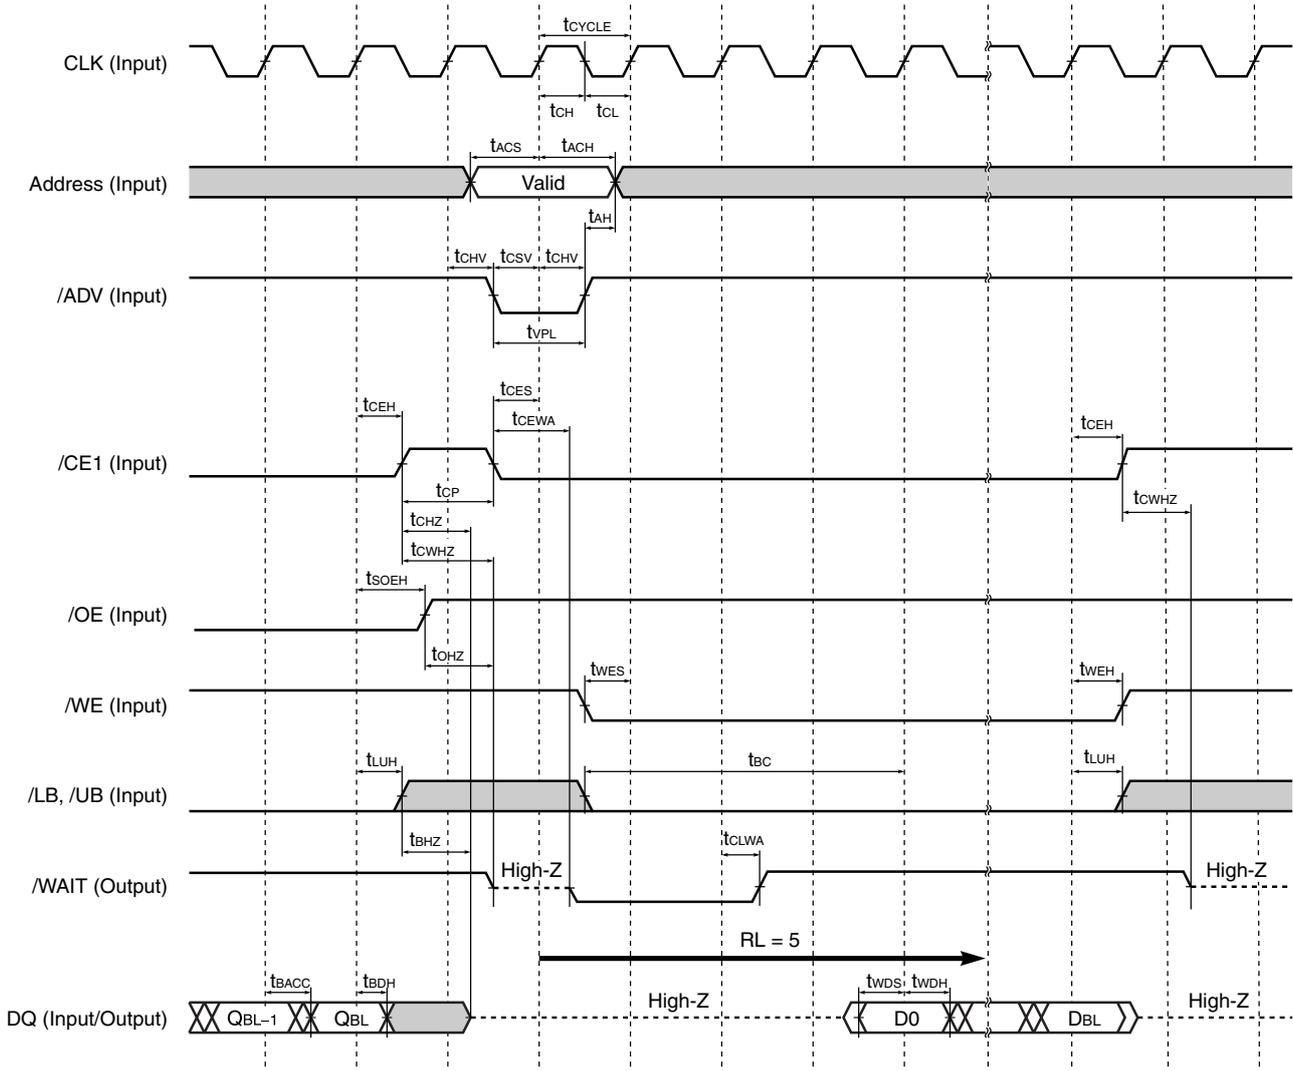 tCYCLE
CLK (Input)
tCH tCL
tACS tACH
Address (Input) Valid
tAH
tCHV tCSV tCHV
/ADV (Input)
tVPL
tCES
tCEH
tCEWA tCEH
/CE1 (Input)
tCP tCWHZ
tCHZ
tCWHZ
tSOEH
/OE (Input)
tOHZ
tWES tWEH
/WE (Input)
tLUH tBC tLUH
/LB, /UB (Input)
tBHZ tCLWA
High-Z High-Z
/WAIT (Output)
RL = 5
tBACC tBDH tWDS tWDH
High-Z High-Z
DQ (Input/Output) QBL–1 QBL D0 DBL